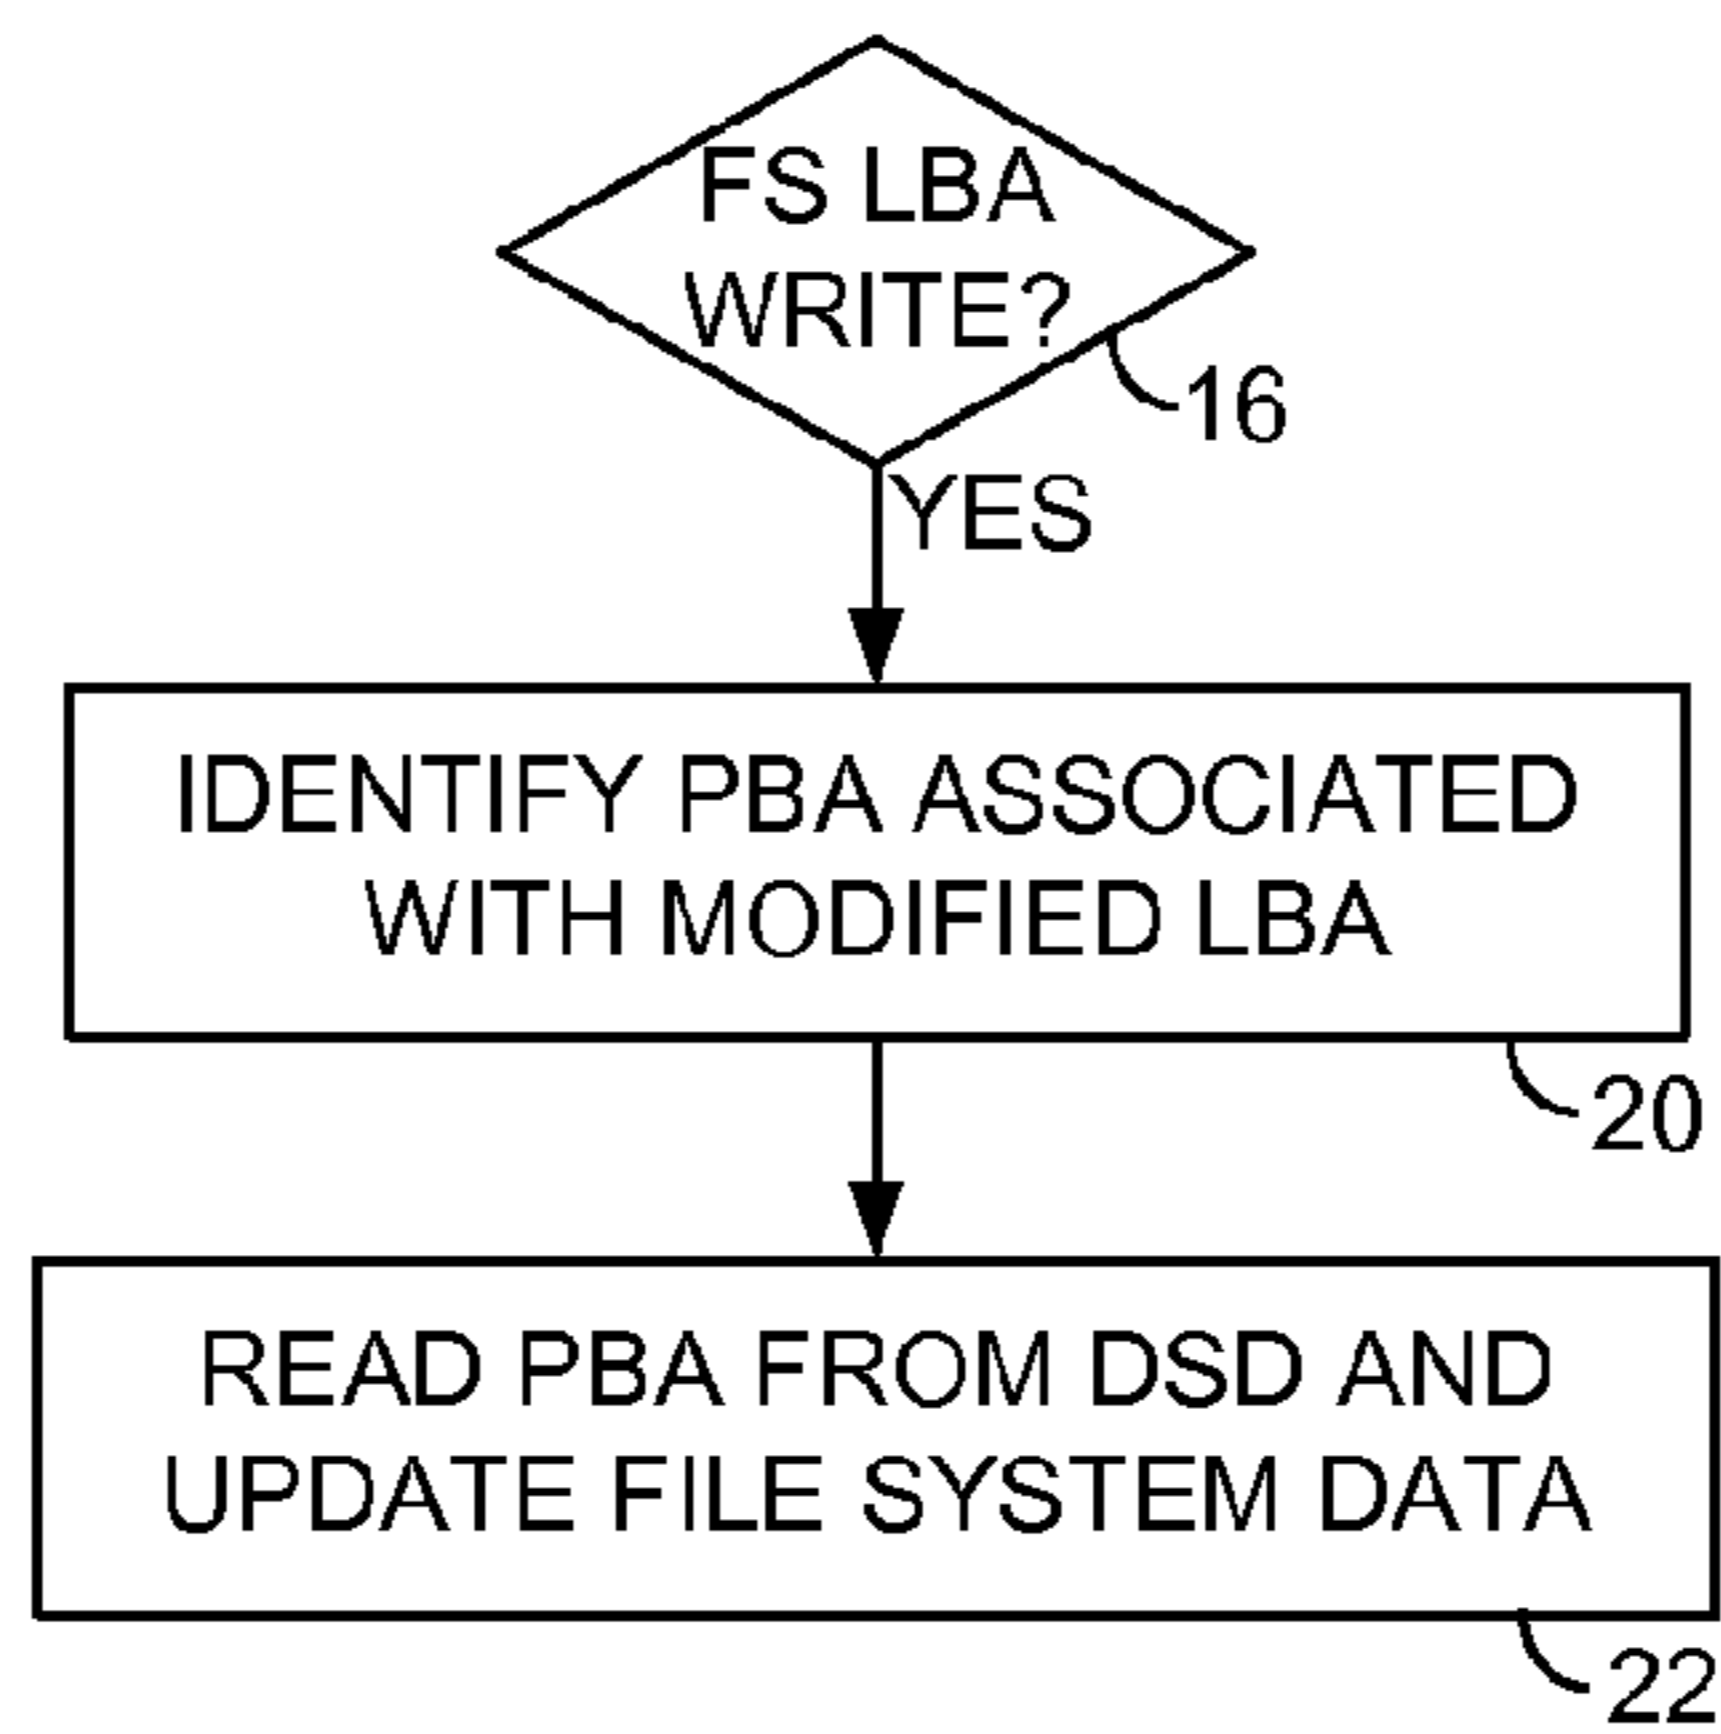 FS LBA
WRITE?
16
YES
IDENTIFY PBA ASSOCIATED
WITH MODIFIED LBA
20
READ PBA FROM DSD AND
UPDATE FILE SYSTEM DATA
22